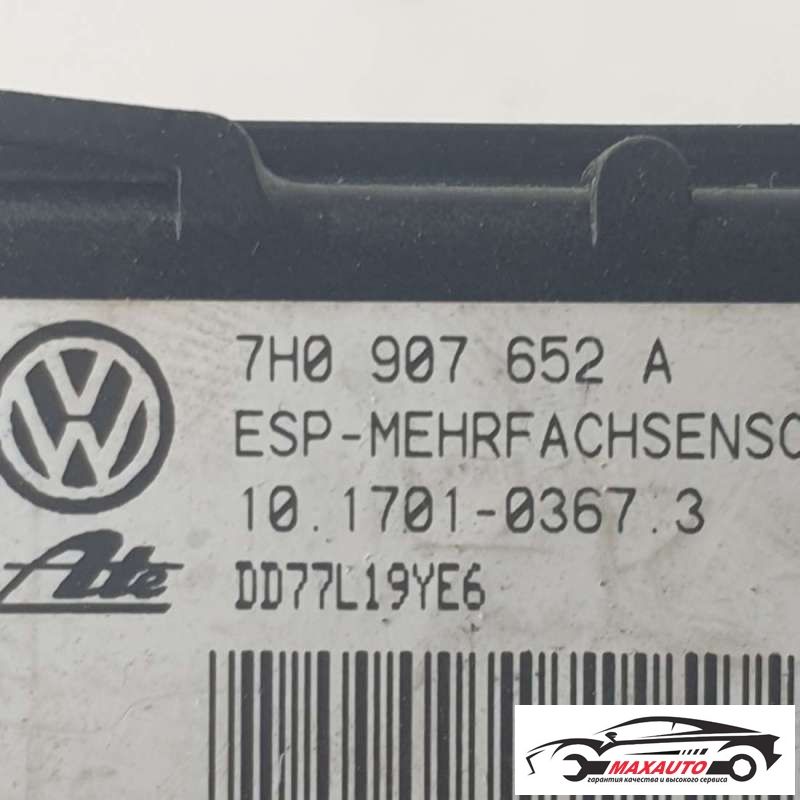 7H0 907 652 A
ESP-MEHRFACHSENSO
10.1701-0367.3
Ate
DD77L19YE6
MAXAUTO
гарантия качества и высокого сервиса